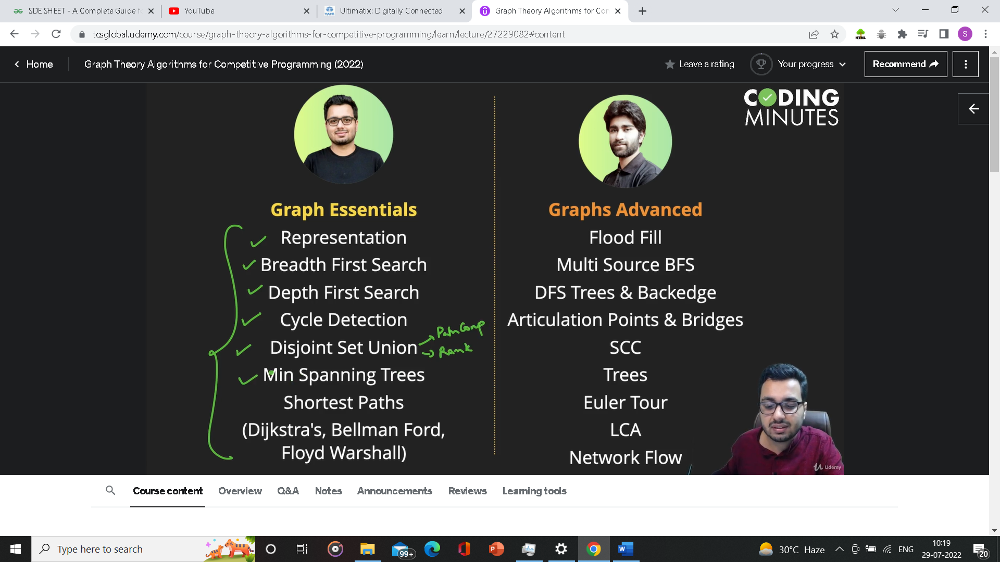 SDE SHEET - A Complete Guide f
YouTube
Ultimatix: Digitally Connected
Graph Theory Algorithms for Con
tcsglobal.udemy.com/course/graph-theory-algorithms-for-competitive-programming/learn/lecture/27229082#content
HTML
S
Home
Graph Theory Algorithms for Competitive Programming (2022)
Leave a rating
Your progress
Recommend
CODING
MINUTES
Graph Essentials
Representation
Breadth First Search
Depth First Search
Cycle Detection
Disjoint Set Union
Path Comp
Rank
Min Spanning Trees
Shortest Paths
(Dijkstra's, Bellman Ford,
Floyd Warshall)
Graphs Advanced
Flood Fill
Multi Source BFS
DFS Trees & Backedge
Articulation Points & Bridges
SCC
Trees
Euler Tour
LCA
Network Flow
Udemy
Course content
Overview
Q&A
Notes
Announcements
Reviews
Learning tools
Type here to search
99+
30°C Haze
ENG
10:19
29-07-2022
20